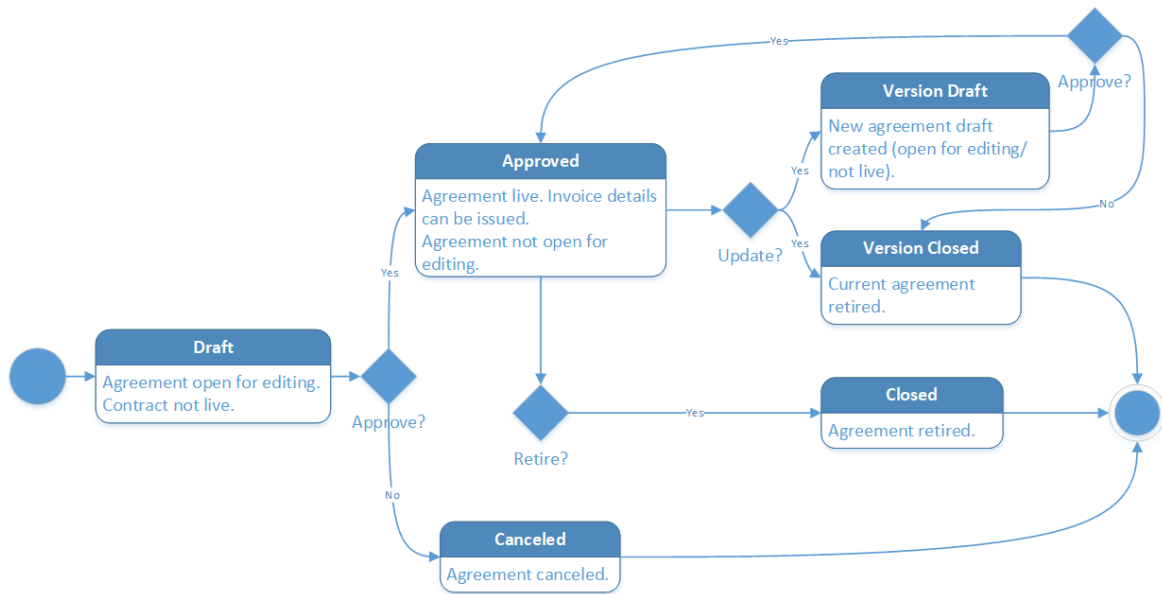 Yes
Approve?
Version Draft
New agreement draft
created (open for editing/
not live).
Approved
Agreement live. Invoice details
can be issued.
Agreement not open for
editing.
Yes
Update?
Yes
No
Version Closed
Current agreement
retired.
Yes
Draft
Agreement open for editing.
Contract not live.
Approve?
Retire?
Yes
Closed
Agreement retired.
No
Canceled
Agreement canceled.